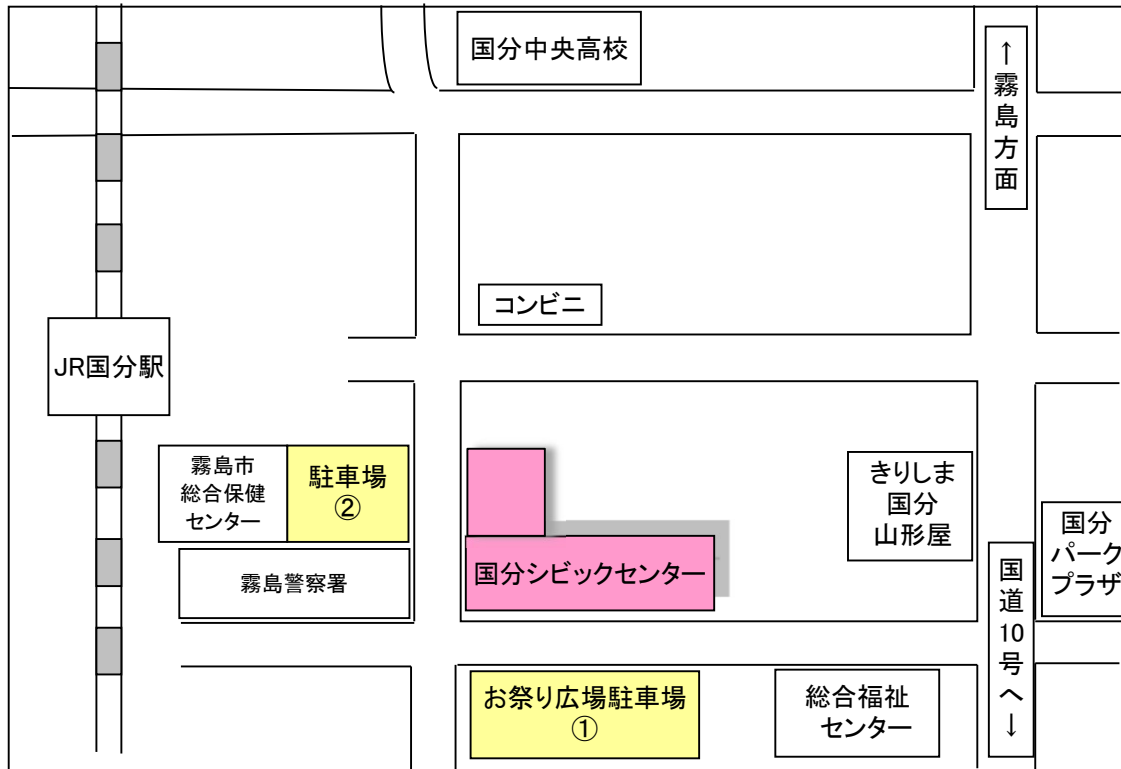 国分中央高校
↑霧島方面
コンビニ
JR国分駅
霧島市
総合保健
センター
駐車場
②
きりしま
国分
山形屋
国分
パーク
プラザ
国分シビックセンター
霧島警察署
国道10号へ↓
お祭り広場駐車場
①
総合福祉
センター